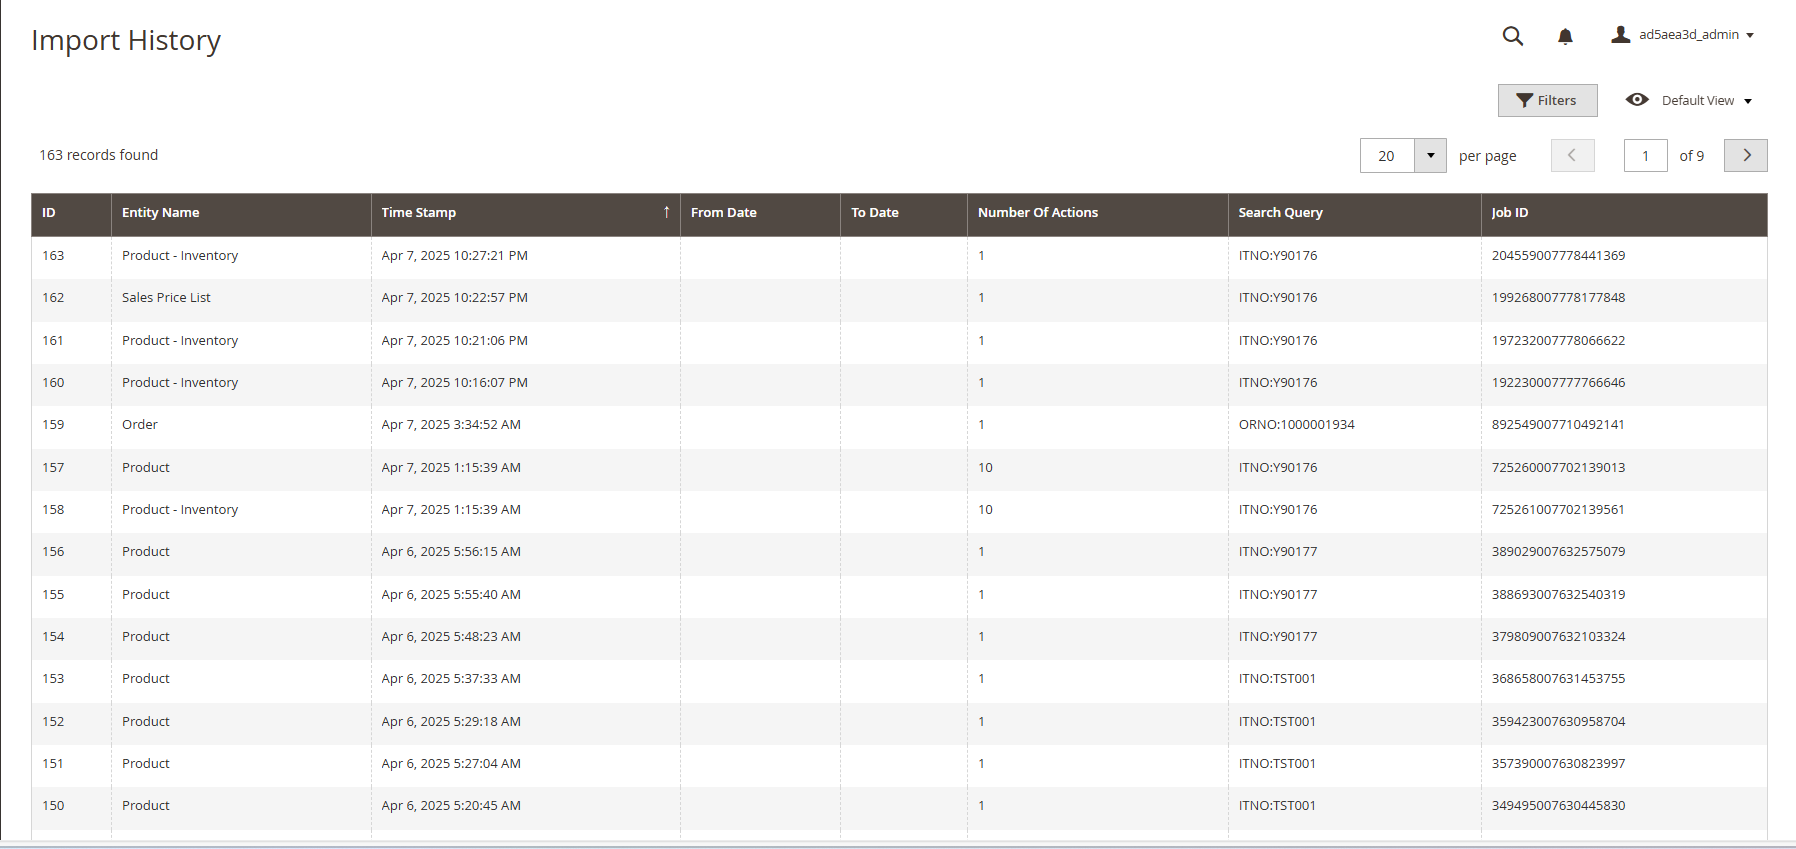 Import History
ad5aea3d_admin
Filters
Default View
163 records found
20 per page 1 of 9
ID Entity Name Time Stamp ↑ From Date To Date Number Of Actions Search Query Job ID
163 Product - Inventory Apr 7, 2025 10:27:21 PM 1 ITNO:Y90176 204559007778441369
162 Sales Price List Apr 7, 2025 10:22:57 PM 1 ITNO:Y90176 199268007778177848
161 Product - Inventory Apr 7, 2025 10:21:06 PM 1 ITNO:Y90176 197232007778066622
160 Product - Inventory Apr 7, 2025 10:16:07 PM 1 ITNO:Y90176 192230007777766646
159 Order Apr 7, 2025 3:34:52 AM 1 ORNO:1000001934 892549007710492141
157 Product Apr 7, 2025 1:15:39 AM 10 ITNO:Y90176 725260007702139013
158 Product - Inventory Apr 7, 2025 1:15:39 AM 10 ITNO:Y90176 725261007702139561
156 Product Apr 6, 2025 5:56:15 AM 1 ITNO:Y90177 389029007632575079
155 Product Apr 6, 2025 5:55:40 AM 1 ITNO:Y90177 388693007632540319
154 Product Apr 6, 2025 5:48:23 AM 1 ITNO:Y90177 379809007632103324
153 Product Apr 6, 2025 5:37:33 AM 1 ITNO:TST001 368658007631453755
152 Product Apr 6, 2025 5:29:18 AM 1 ITNO:TST001 359423007630958704
151 Product Apr 6, 2025 5:27:04 AM 1 ITNO:TST001 357390007630823997
150 Product Apr 6, 2025 5:20:45 AM 1 ITNO:TST001 349495007630445830